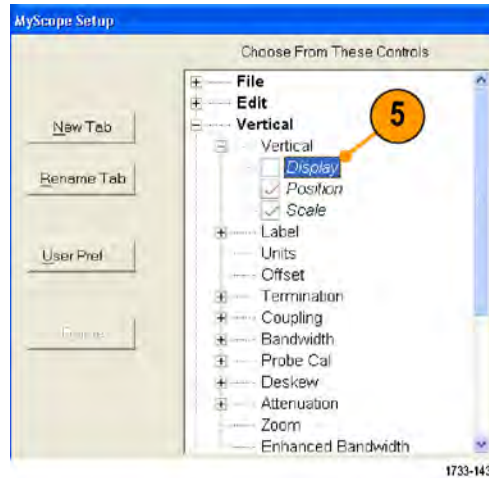 MyScope Setup
Choose From These Controls
File
Edit
5
Vertical
New Tab
Vertical
Display
Rename Tab
Position
Scale
Label
User Pref
Units
Offset
Termination
Coupling
Bandwidth
Probe Cal
Deskew
Attenuation
Zoom
Enhanced Bandwidth
1733-143